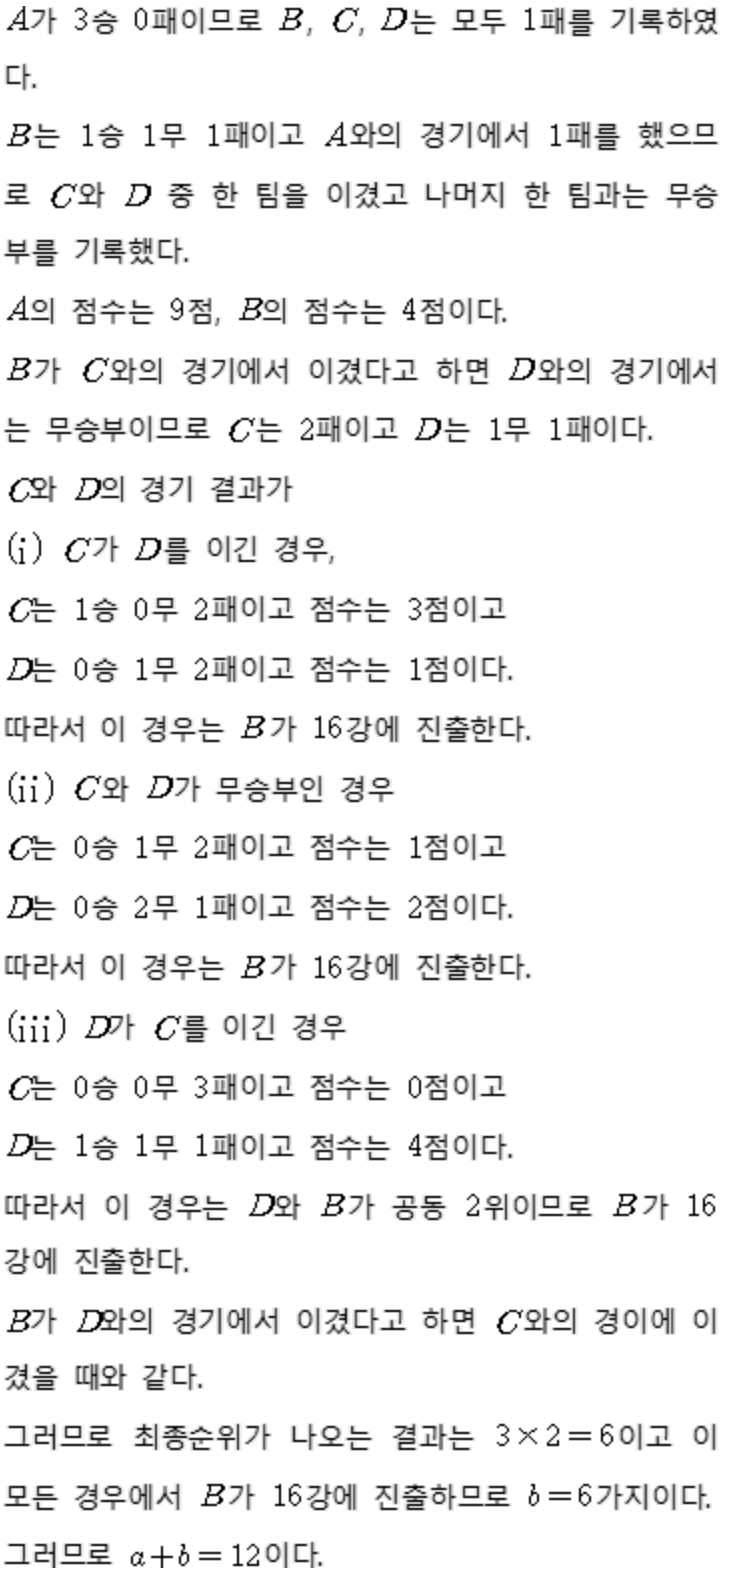 A가 3승 0패이므로 B, C, D는 모두 1패를 기록하였
다.
B는 1승 1무 1패이고 A와의 경기에서 1패를 했으므
로 C와 D 중 한 팀을 이겼고 나머지 한 팀과는 무승
부를 기록했다.
A의 점수는 9점, B의 점수는 4점이다.
B가 C와의 경기에서 이겼다고 하면 D와의 경기에서
는 무승부이므로 C는 2패이고 D는 1무 1패이다.
C와 D의 경기 결과가
(i) C가 D를 이긴 경우,
C는 1승 0무 2패이고 점수는 3점이고
D는 0승 1무 2패이고 점수는 1점이다.
따라서 이 경우는 B가 16강에 진출한다.
(ii) C와 D가 무승부인 경우
C는 0승 1무 2패이고 점수는 1점이고
D는 0승 2무 1패이고 점수는 2점이다.
따라서 이 경우는 B가 16강에 진출한다.
(iii) D가 C를 이긴 경우
C는 0승 0무 3패이고 점수는 0점이고
D는 1승 1무 1패이고 점수는 4점이다.
따라서 이 경우는 D와 B가 공동 2위이므로 B가 16
강에 진출한다.
B가 D와의 경기에서 이겼다고 하면 C와의 경이에 이
겼을 때와 같다.
그러므로 최종순위가 나오는 결과는 3×2=6이고 이
모든 경우에서 B가 16강에 진출하므로 b=6가지이다.
그러므로 a+b=12이다.